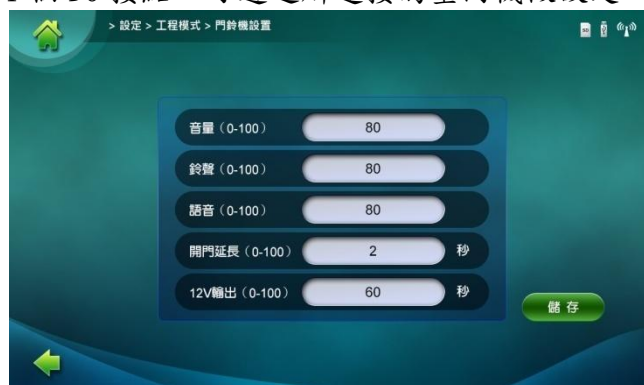 > 設定 > 工程模式 > 門鈴機設置
音量（0-100） 80
鈴聲（0-100） 80
語音（0-100） 80
開門延長（0-100） 2 秒
12V輸出（0-100） 60 秒
儲存